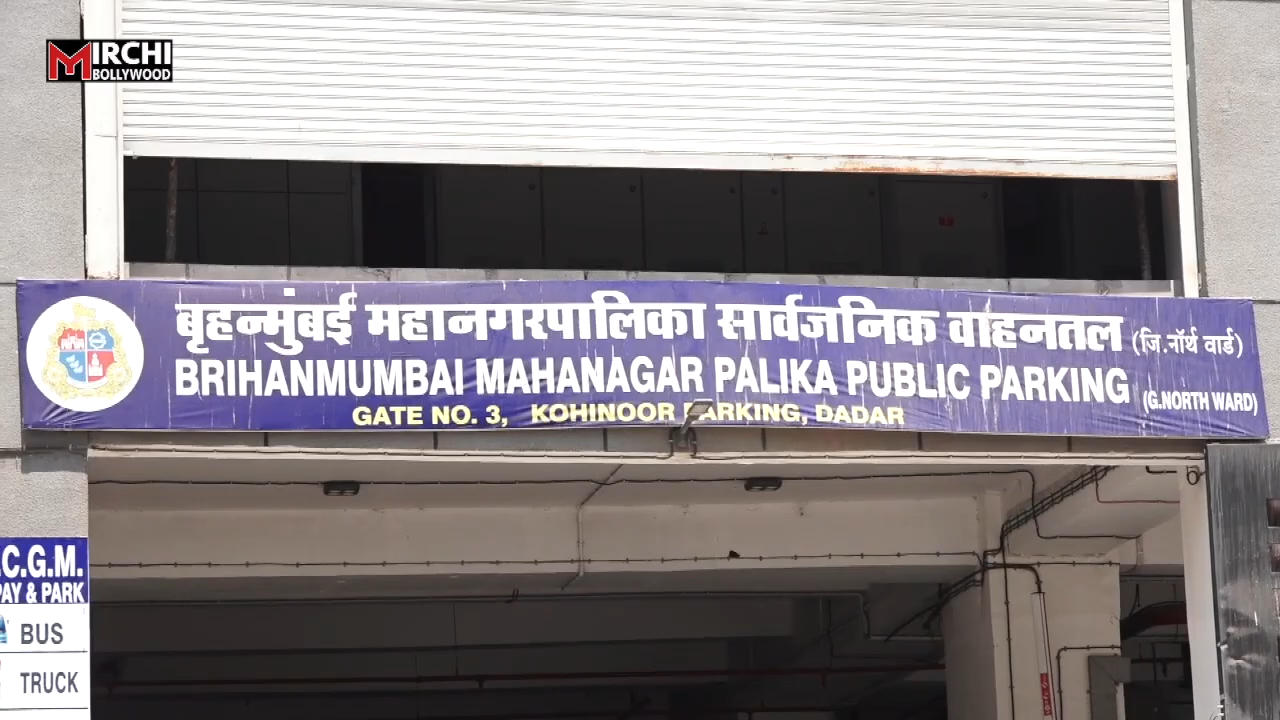 MIRCHI
BOLLYWOOD
बृहन्मुंबई महानगरपालिका सार्वजनिक वाहनतल (जि.नॉर्थ वार्ड)
BRIHANMUMBAI MAHANAGAR PALIKA PUBLIC PARKING (G.NORTH WARD)
GATE NO. 3, KOHINOOR PARKING, DADAR
.C.G.M.
PAY & PARK
BUS
TRUCK